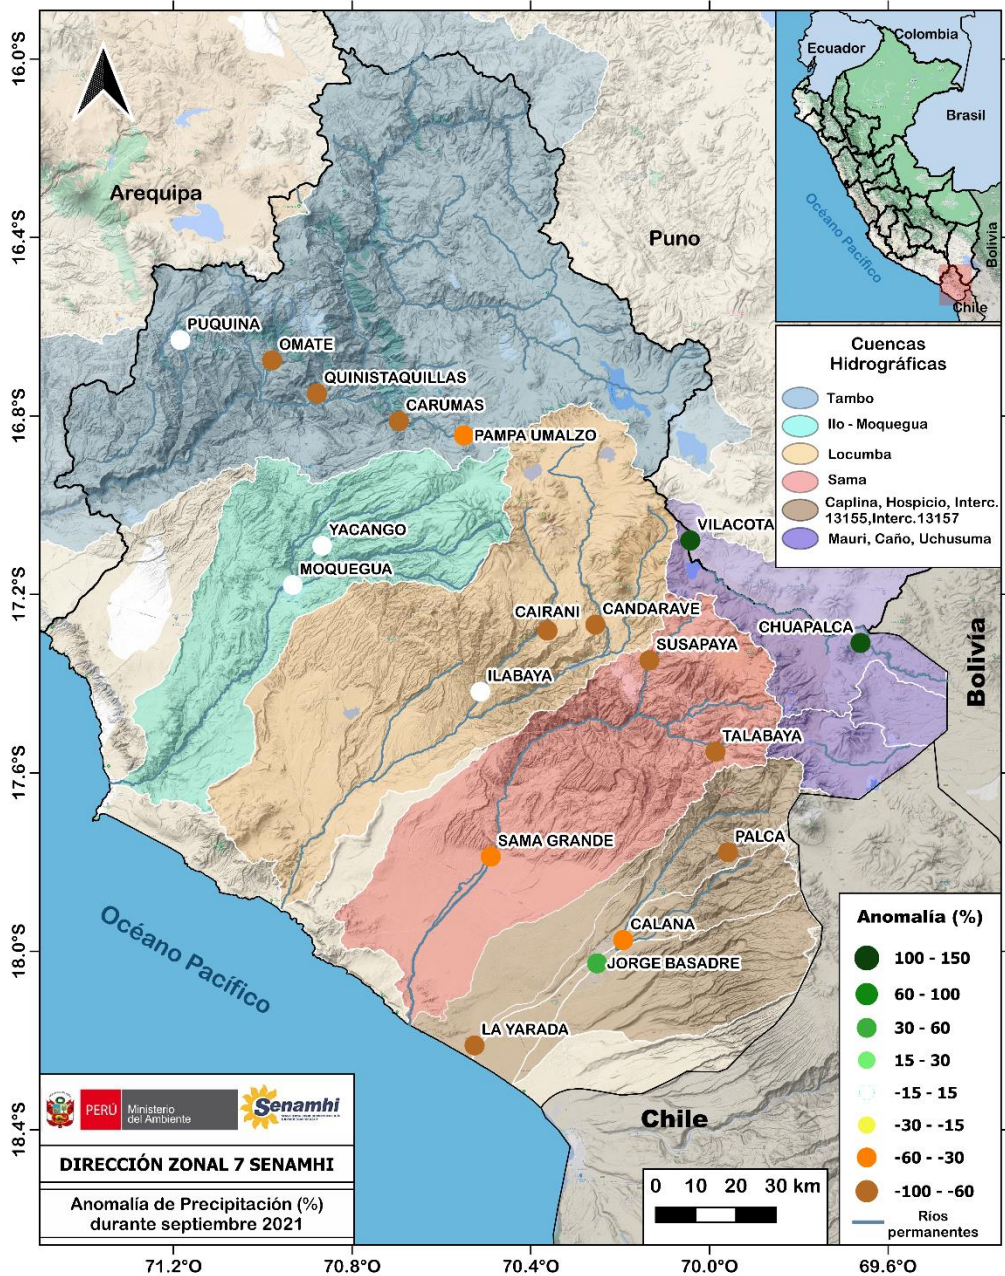 16.0°S
16.4°S
16.8°S
17.2°S
17.6°S
18.0°S
18.4°S
Arequipa
Puno
PUQUINA
OMATE
QUINISTAQUILLAS
CARUMAS
PAMPA UMALZO
YACANGO
MOQUEGUA
VILACOTA
CAIRANI
CANDARAVE
CHUAPALCA
SUSAPAYA
ILABAYA
TALABAYA
SAMA GRANDE
PALCA
CALANA
JORGE BASADRE
LA YARADA
Océano Pacífico
Bolivía
Chile
Ecuador
Colombia
Brasil
Océano Pacífico
Bolivia
Chile
Cuencas
Hidrográficas
Tambo
Ilo - Moquegua
Locumba
Sama
Caplina, Hospicio, Interc.
13155,Interc.13157
Mauri, Caño, Uchusuma
Anomalía (%)
100 - 150
60 - 100
30 - 60
15 - 30
-15 - 15
-30 - -15
-60 - -30
-100 - -60
Ríos
permanentes
0 10 20 30 km
PERÚ
Ministerio
del Ambiente
Senamhi
DIRECCIÓN ZONAL 7 SENAMHI
Anomalía de Precipitación (%)
durante septiembre 2021
71.2°O
70.8°O
70.4°O
70.0°O
69.6°O